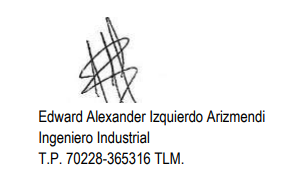 Edward Alexander Izquierdo Arizmendi
Ingeniero Industrial
T.P. 70228-365316 TLM.